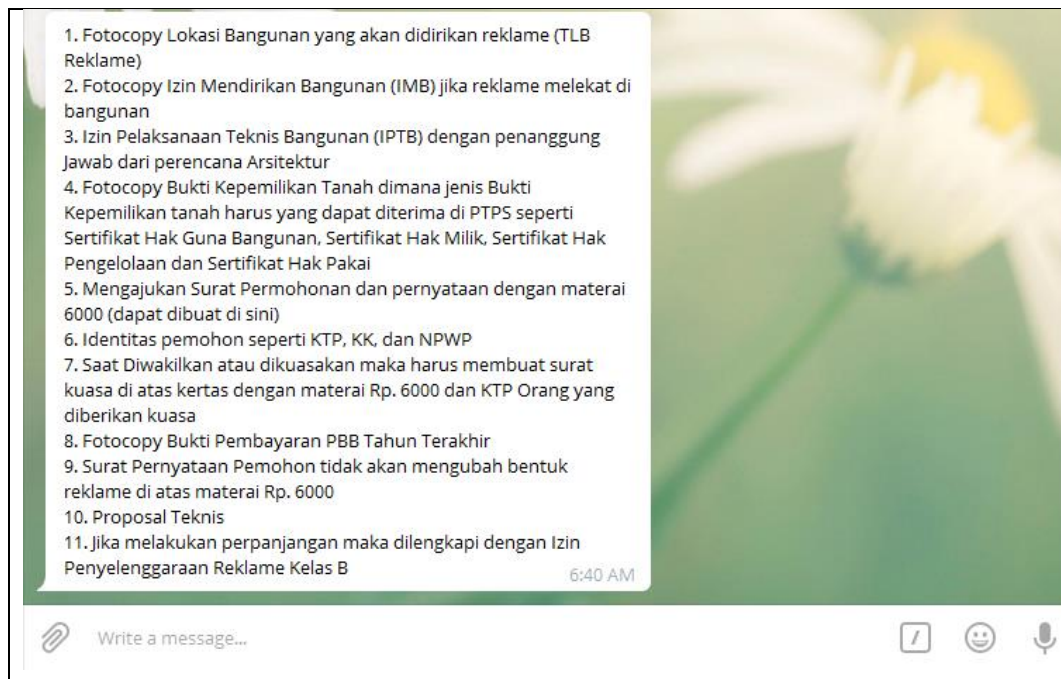 1. Fotocopy Lokasi Bangunan yang akan didirikan reklame (TLB
Reklame)
2. Fotocopy Izin Mendirikan Bangunan (IMB) jika reklame melekat di
bangunan
3. Izin Pelaksanaan Teknis Bangunan (IPTB) dengan penanggung
Jawab dari perencana Arsitektur
4. Fotocopy Bukti Kepemilikan Tanah dimana jenis Bukti
Kepemilikan tanah harus yang dapat diterima di PTPS seperti
Sertifikat Hak Guna Bangunan, Sertifikat Hak Milik, Sertifikat Hak
Pengelolaan dan Sertifikat Hak Pakai
5. Mengajukan Surat Permohonan dan pernyataan dengan materai
6000 (dapat dibuat di sini)
6. Identitas pemohon seperti KTP, KK, dan NPWP
7. Saat Diwakilkan atau dikuasakan maka harus membuat surat
kuasa di atas kertas dengan materai Rp. 6000 dan KTP Orang yang
diberikan kuasa
8. Fotocopy Bukti Pembayaran PBB Tahun Terakhir
9. Surat Pernyataan Pemohon tidak akan mengubah bentuk
reklame di atas materai Rp. 6000
10. Proposal Teknis
11. Jika melakukan perpanjangan maka dilengkapi dengan Izin
Penyelenggaraan Reklame Kelas B
6:40 AM
Write a message...